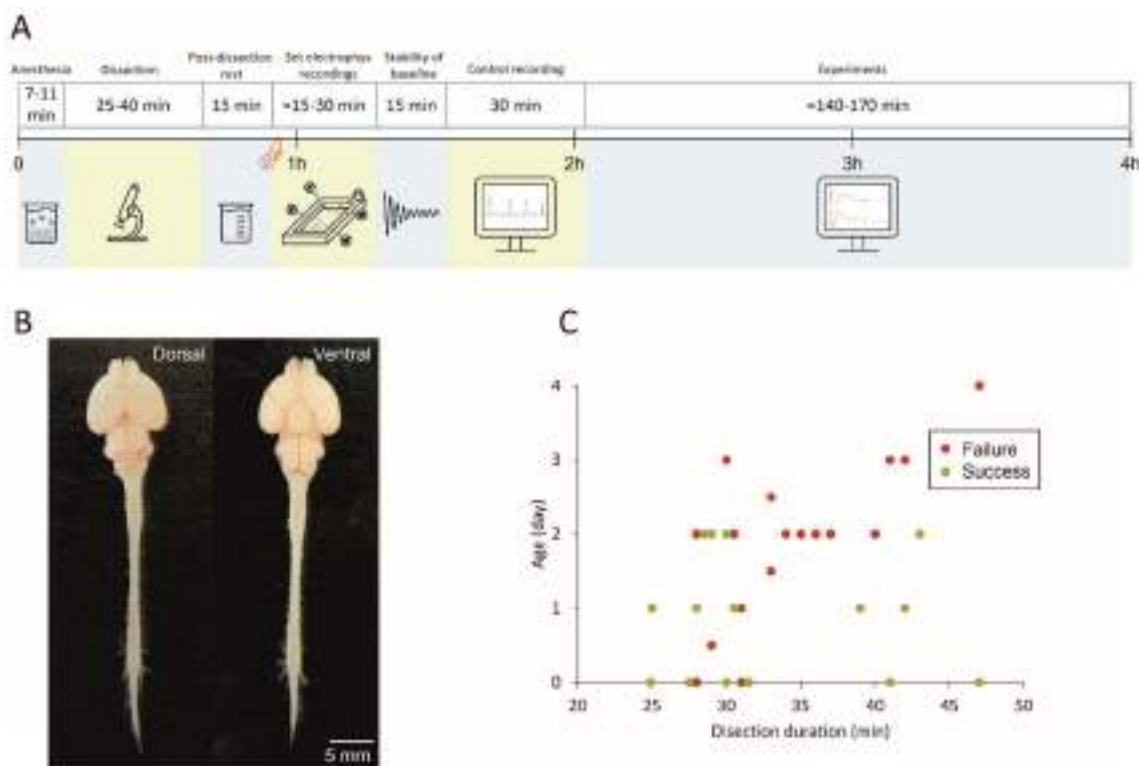 A
Anesthesia Dissection Post-dissection rest Set electrophys recordings Stability of baseline Control recording Experiments
7-11 min 25-40 min 15 min ≈15-30 min 15 min 30 min ≈140-170 min
0 1h 2h 3h 4h
B
Dorsal Ventral
5 mm
C
4
3
2
1
0
Age (day)
Failure
Success
20 25 30 35 40 45 50
Disection duration (min)